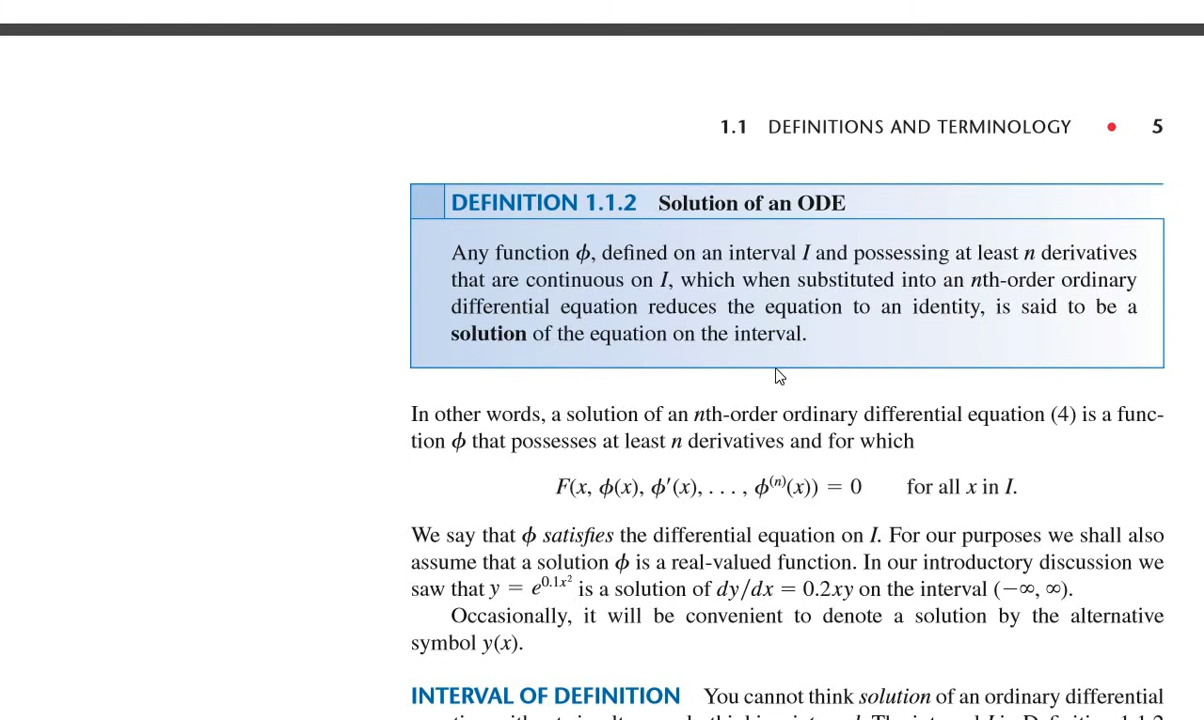 1.1 DEFINITIONS AND TERMINOLOGY • 5
DEFINITION 1.1.2 Solution of an ODE
Any function ϕ, defined on an interval I and possessing at least n derivatives
that are continuous on I, which when substituted into an nth-order ordinary
differential equation reduces the equation to an identity, is said to be a
solution of the equation on the interval.
In other words, a solution of an nth-order ordinary differential equation (4) is a func-
tion ϕ that possesses at least n derivatives and for which
F(x, ϕ(x), ϕ′(x), . . . , ϕ⁽ⁿ⁾(x)) = 0 for all x in I.
We say that ϕ satisfies the differential equation on I. For our purposes we shall also
assume that a solution ϕ is a real-valued function. In our introductory discussion we
saw that y = e^{0.1x²} is a solution of dy/dx = 0.2xy on the interval (−∞, ∞).
Occasionally, it will be convenient to denote a solution by the alternative
symbol y(x).
INTERVAL OF DEFINITION You cannot think solution of an ordinary differential